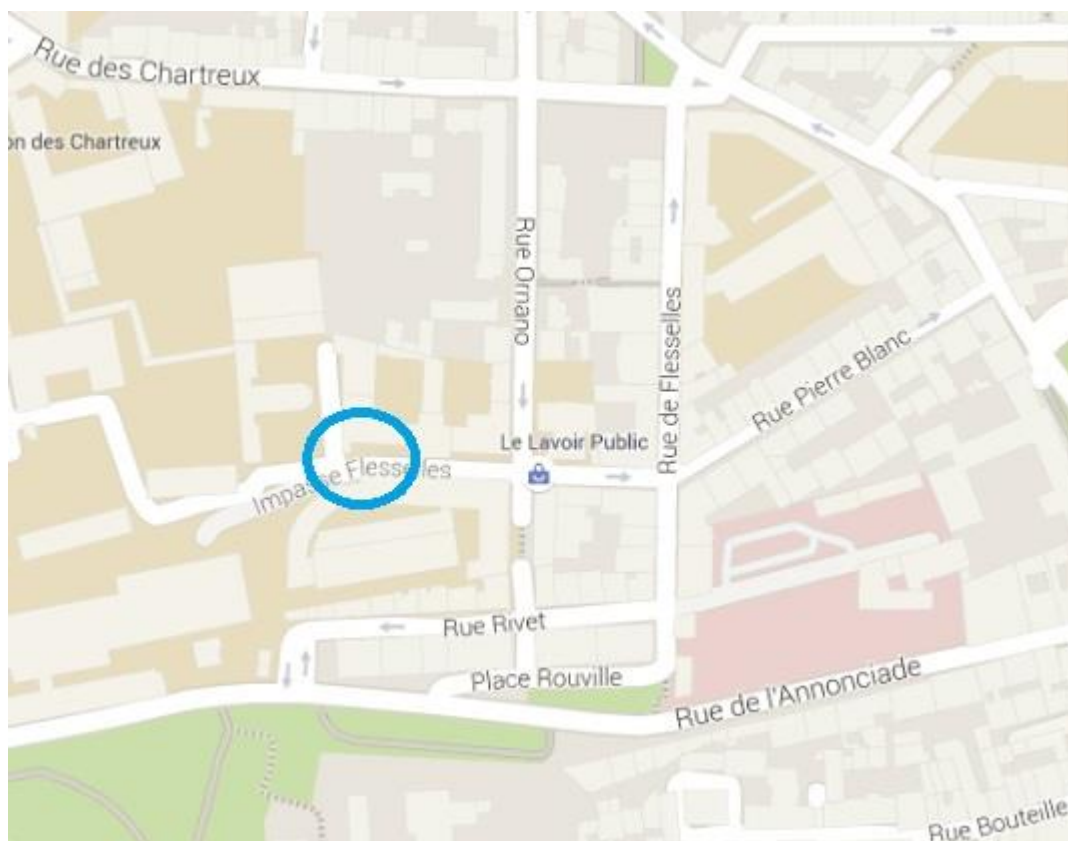 Rue des Chartreux
on des Chartreux
Rue Ornano
Rue de Flesselles
Rue Pierre Blanc
Le Lavoir Public
Impasse Flesselles
Rue Rivet
Place Rouville
Rue de l'Annonciade
Rue Bouteille